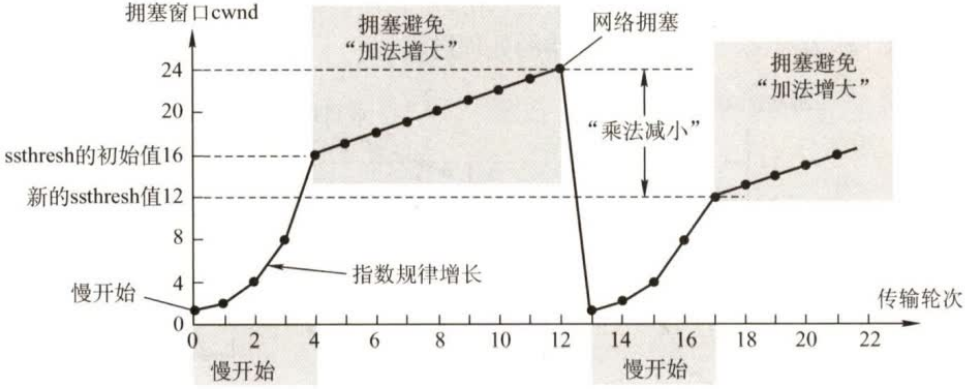 拥塞窗口cwnd
拥塞避免
“加法增大”
网络拥塞
拥塞避免
“加法增大”
24
20
“乘法减小”
ssthresh的初始值16
新的ssthresh值12
8
4
0
指数规律增长
慢开始
传输轮次
0 2 4 6 8 10 12 14 16 18 20 22
慢开始
慢开始